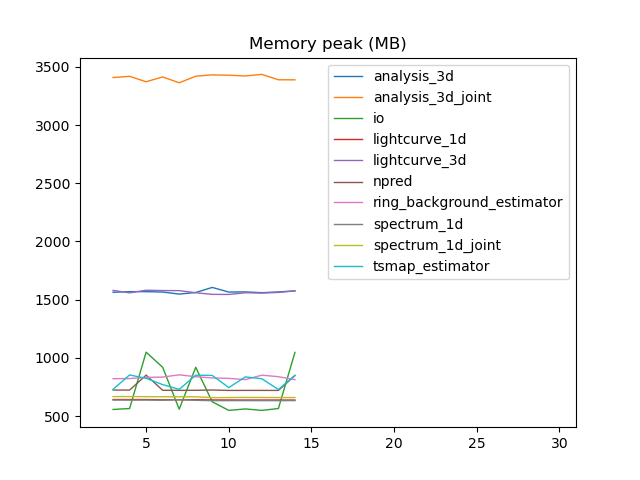 Memory peak (MB)
3500
3000
2500
2000
1500
1000
500
analysis_3d
analysis_3d_joint
io
lightcurve_1d
lightcurve_3d
npred
ring_background_estimator
spectrum_1d
spectrum_1d_joint
tsmap_estimator
5
10
15
20
25
30